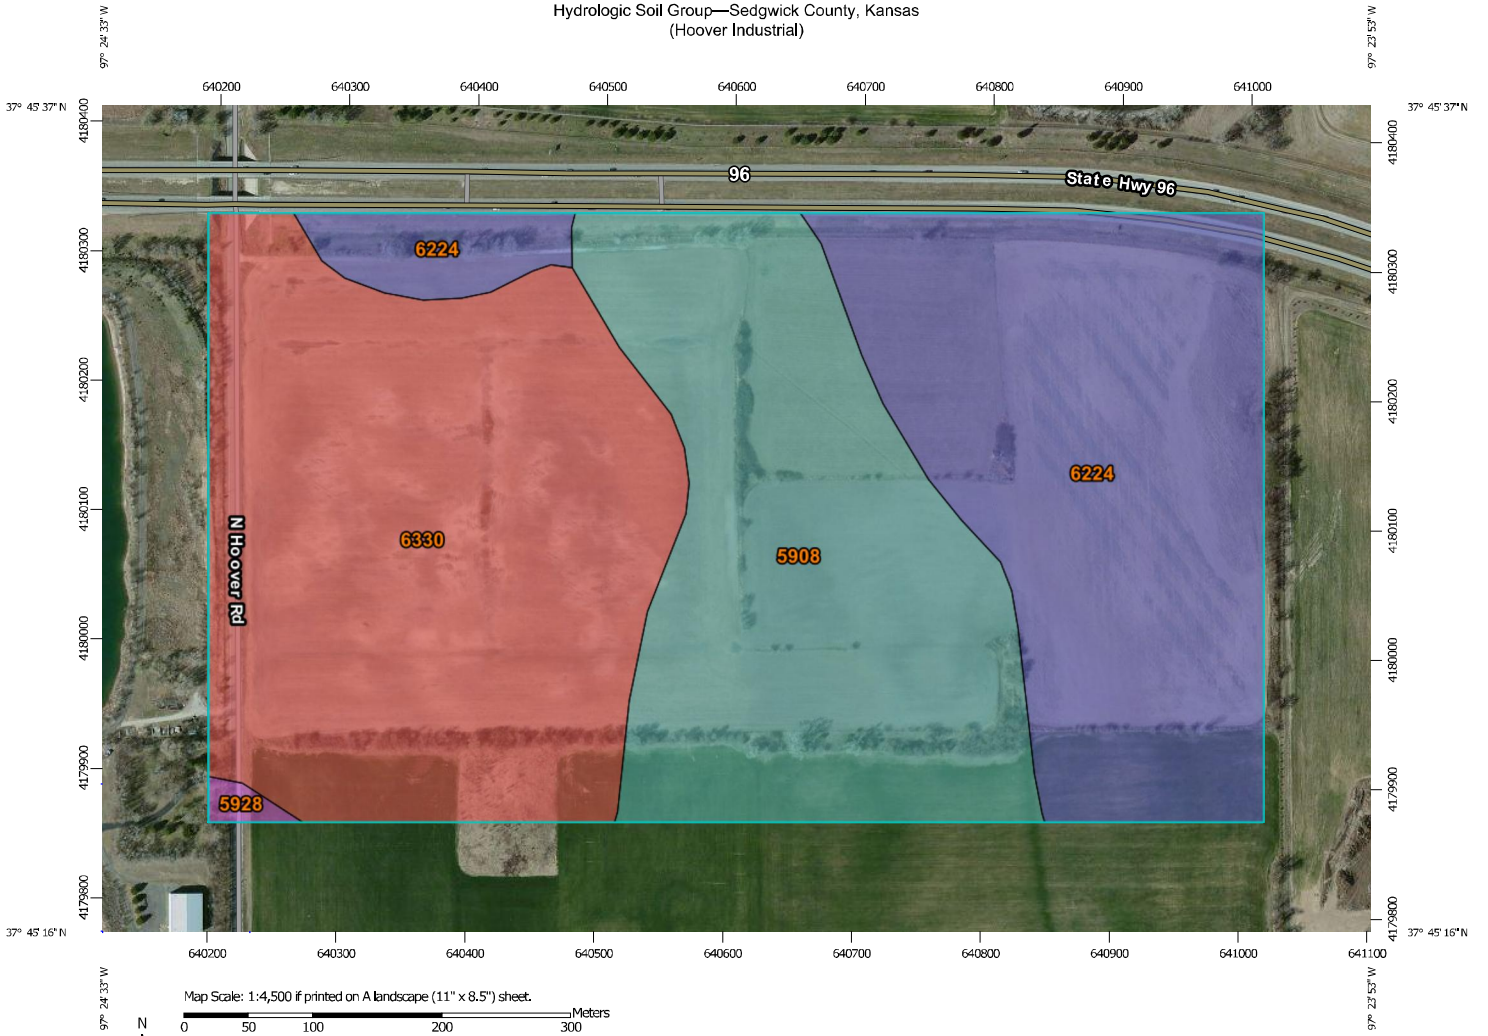 Hydrologic Soil Group—Sedgwick County, Kansas
(Hoover Industrial)
97° 24' 33" W
97° 23' 53" W
640200 640300 640400 640500 640600 640700 640800 640900 641000
37° 45' 37" N
37° 45' 37" N
4180400
4180400
96
State Hwy 96
4180300
6224
4180300
4180200
4180200
6224
4180100
6330
N Hoover Rd
5908
4180100
4180000
4180000
4179900
4179900
5928
4179800
4179800
37° 45' 16" N
37° 45' 16" N
640200 640300 640400 640500 640600 640700 640800 640900 641000 641100
97° 24' 33" W
97° 23' 53" W
Map Scale: 1:4,500 if printed on A landscape (11" x 8.5") sheet.
Meters
N
0 50 100 200 300